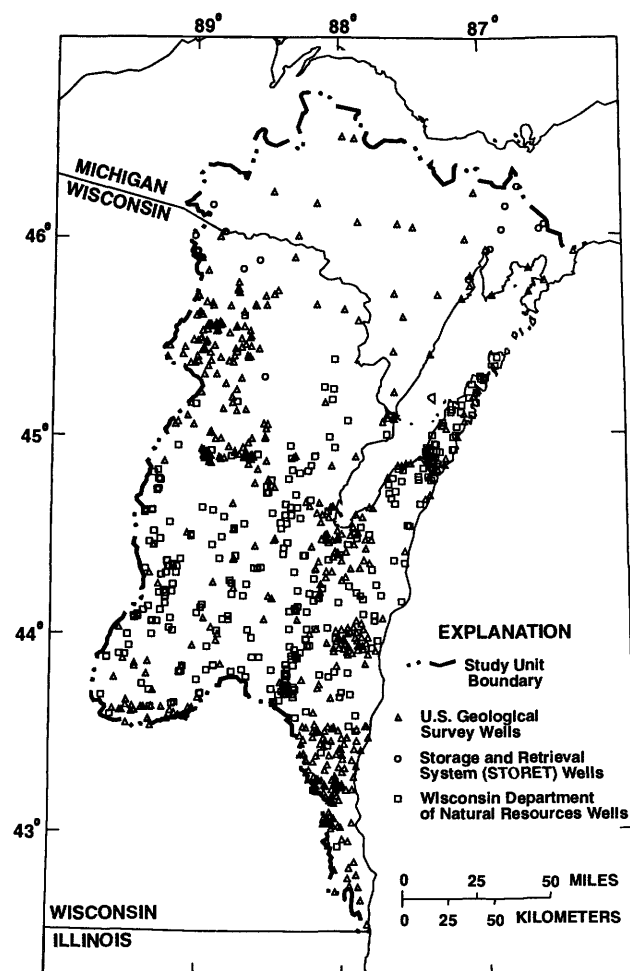 89° 88° 87°
MICHIGAN
WISCONSIN
46°
45°
44°
EXPLANATION
Study Unit
Boundary
U.S. Geological
Survey Wells
Storage and Retrieval
System (STORET) Wells
Wisconsin Department
of Natural Resources Wells
43°
0 25 50 MILES
0 25 50 KILOMETERS
WISCONSIN
ILLINOIS